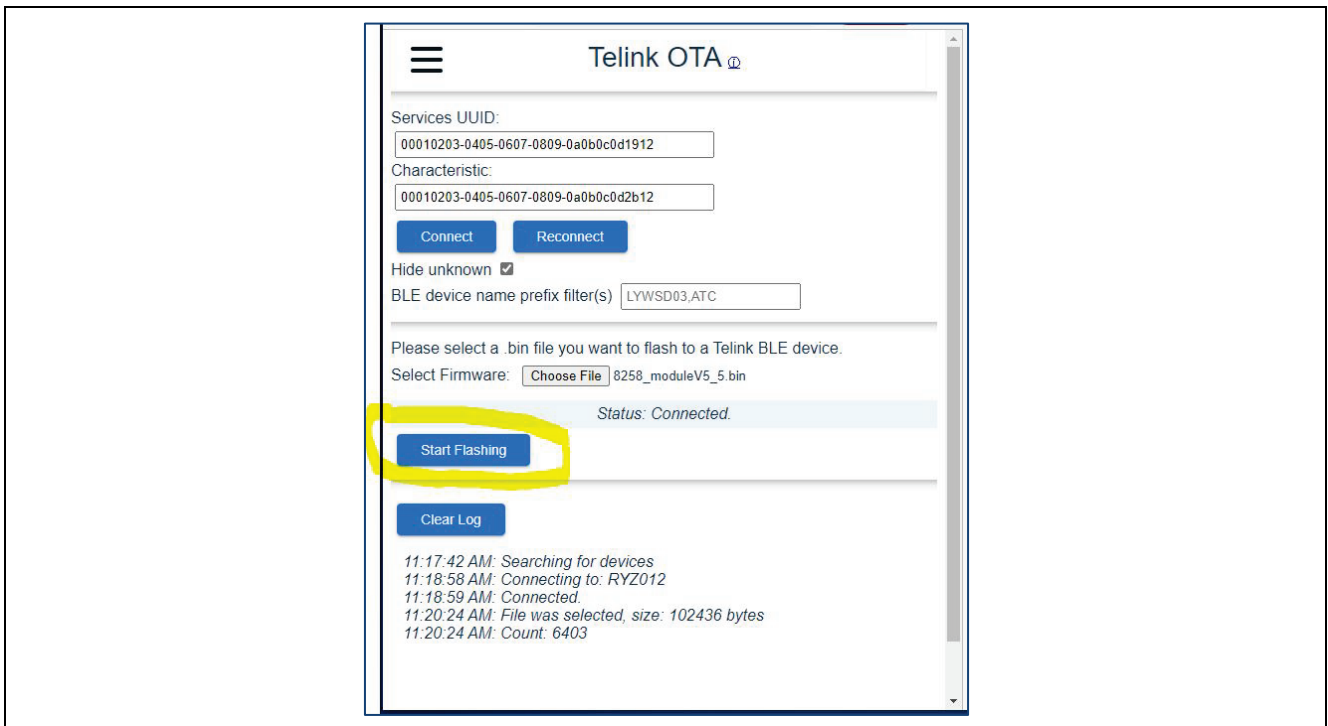 Telink OTA ⓘ
Services UUID:
00010203-0405-0607-0809-0a0b0c0d1912
Characteristic:
00010203-0405-0607-0809-0a0b0c0d2b12
Connect Reconnect
Hide unknown
BLE device name prefix filter(s) LYWSD03,ATC
Please select a .bin file you want to flash to a Telink BLE device.
Select Firmware: Choose File 8258_moduleV5_5.bin
Status: Connected.
Start Flashing
Clear Log
11:17:42 AM: Searching for devices
11:18:58 AM: Connecting to: RYZ012
11:18:59 AM: Connected.
11:20:24 AM: File was selected, size: 102436 bytes
11:20:24 AM: Count: 6403